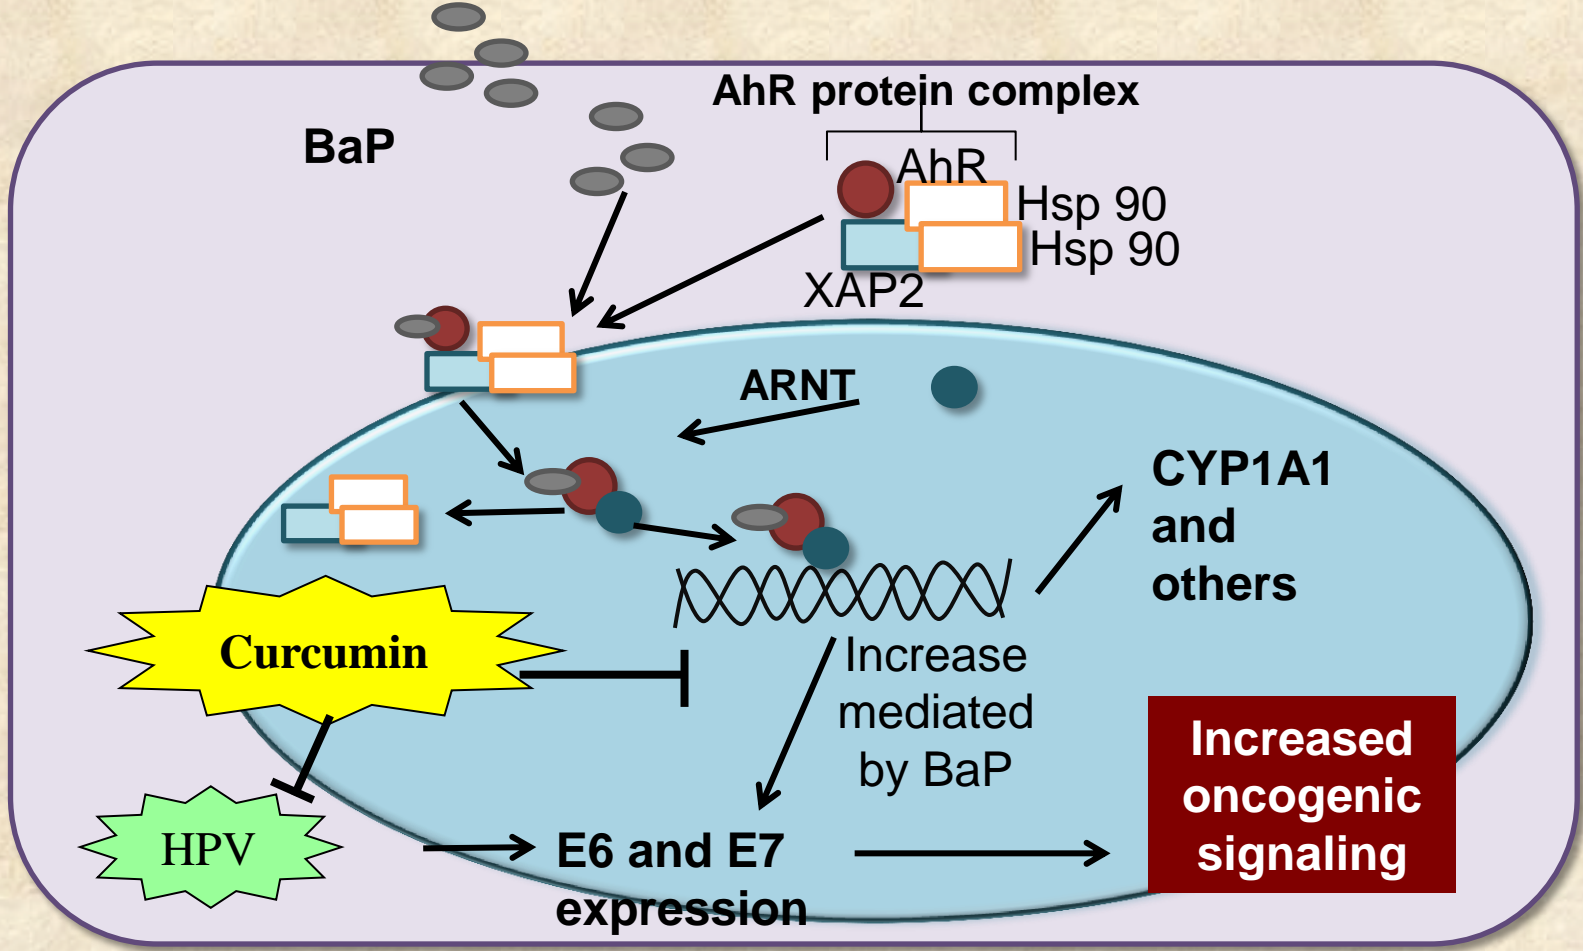 AhR protein complex
BaP
AhR
Hsp 90
Hsp 90
XAP2
ARNT
CYP1A1
and
others
Curcumin
Increase
mediated
by BaP
Increased
oncogenic
signaling
HPV
E6 and E7
expression